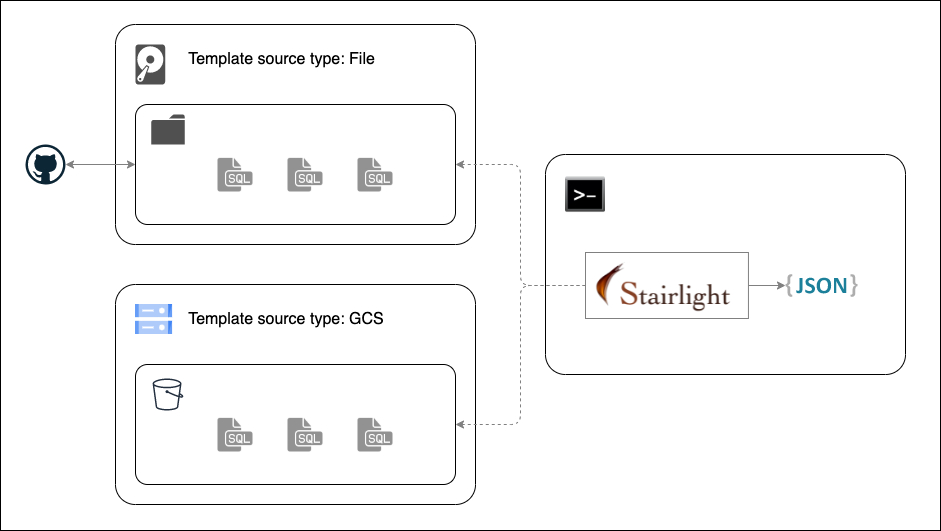 Template source type: File
SQL
SQL
SQL
>-
Stairlight
{JSON}
Template source type: GCS
SQL
SQL
SQL